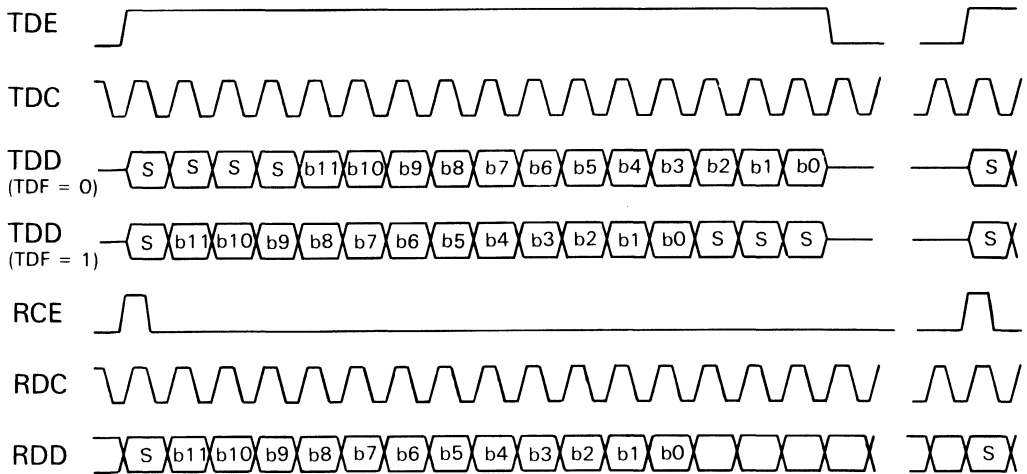 TDE
TDC
TDD S S S S b11 b10 b9 b8 b7 b6 b5 b4 b3 b2 b1 b0 S
(TDF = 0)
TDD S b11 b10 b9 b8 b7 b6 b5 b4 b3 b2 b1 b0 S S S S
(TDF = 1)
RCE
RDC
RDD S b11 b10 b9 b8 b7 b6 b5 b4 b3 b2 b1 b0 S